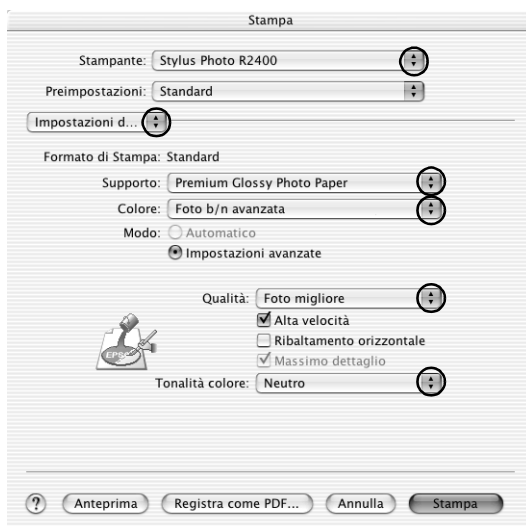 Stampa
Stampante: Stylus Photo R2400
Preimpostazioni: Standard
Impostazioni d...
Formato di Stampa: Standard
Supporto: Premium Glossy Photo Paper
Colore: Foto b/n avanzata
Modo: Automatico
Impostazioni avanzate
Qualità: Foto migliore
Alta velocità
Ribaltamento orizzontale
Massimo dettaglio
EPSON
Tonalità colore: Neutro
? Anteprima Registra come PDF... Annulla Stampa